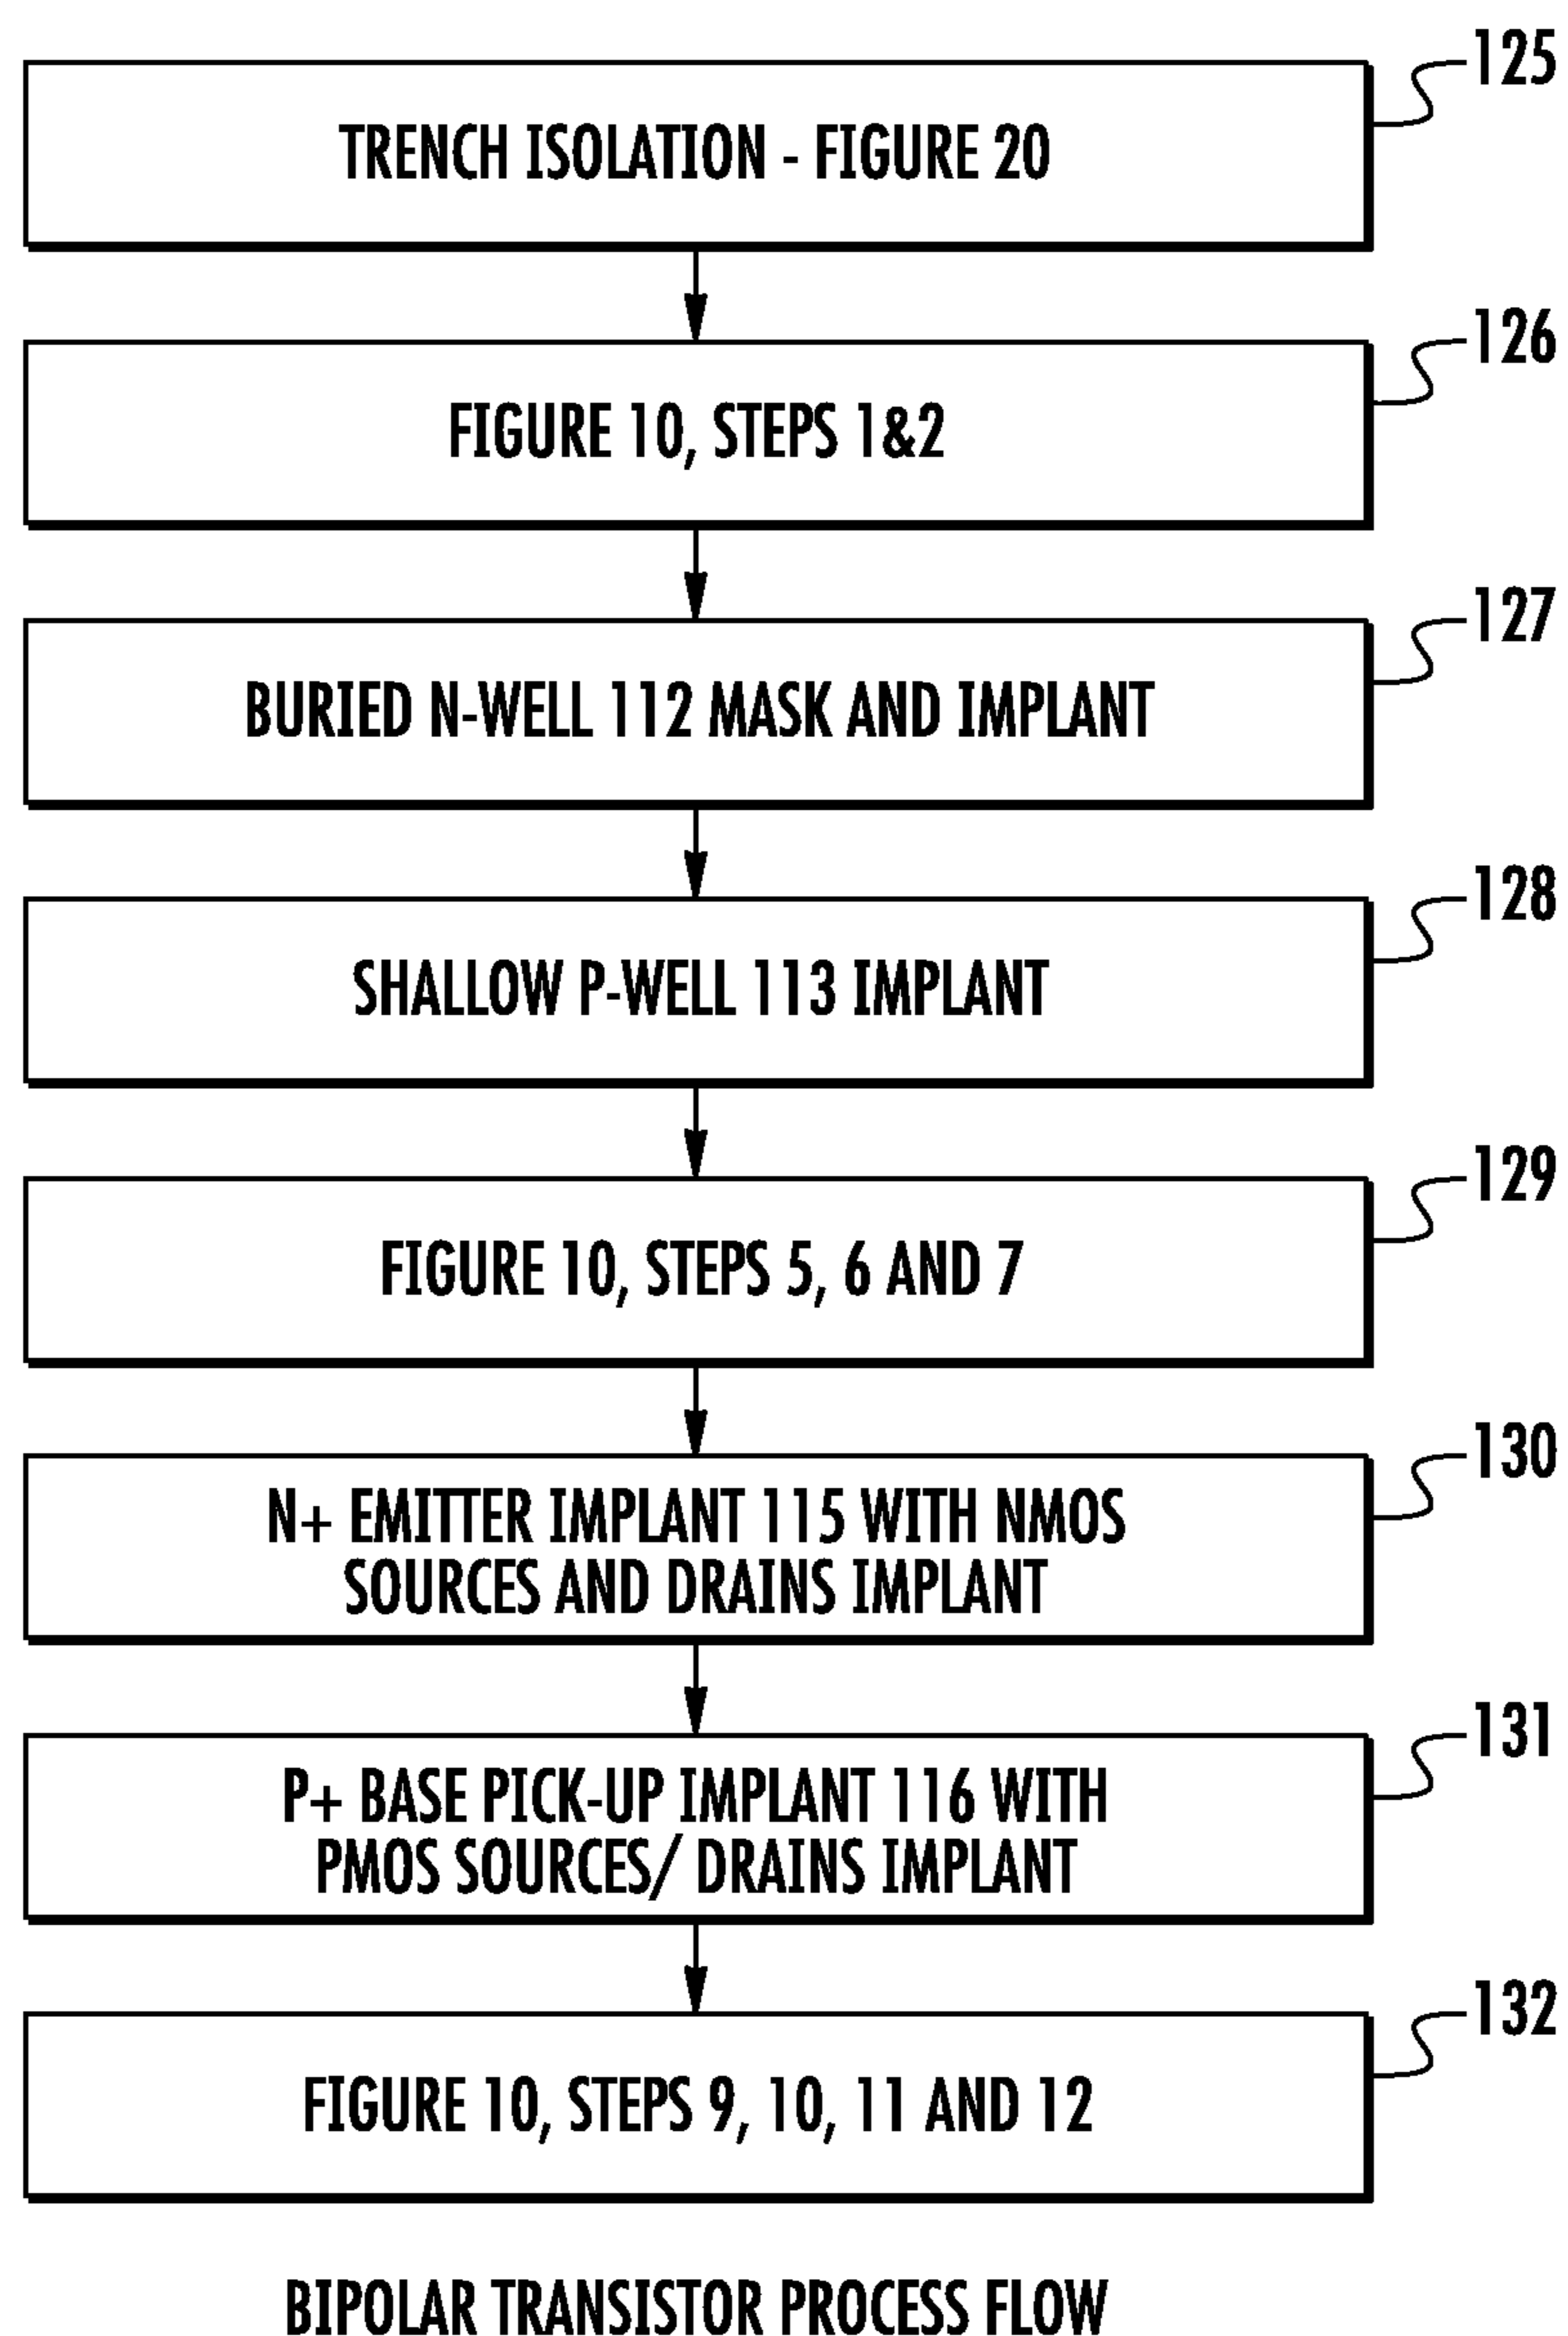 125
TRENCH ISOLATION - FIGURE 20
126
FIGURE 10, STEPS 1&2
127
BURIED N-WELL 112 MASK AND IMPLANT
128
SHALLOW P-WELL 113 IMPLANT
129
FIGURE 10, STEPS 5, 6 AND 7
130
N+ EMITTER IMPLANT 115 WITH NMOS
SOURCES AND DRAINS IMPLANT
131
P+ BASE PICK-UP IMPLANT 116 WITH
PMOS SOURCES/ DRAINS IMPLANT
132
FIGURE 10, STEPS 9, 10, 11 AND 12
BIPOLAR TRANSISTOR PROCESS FLOW